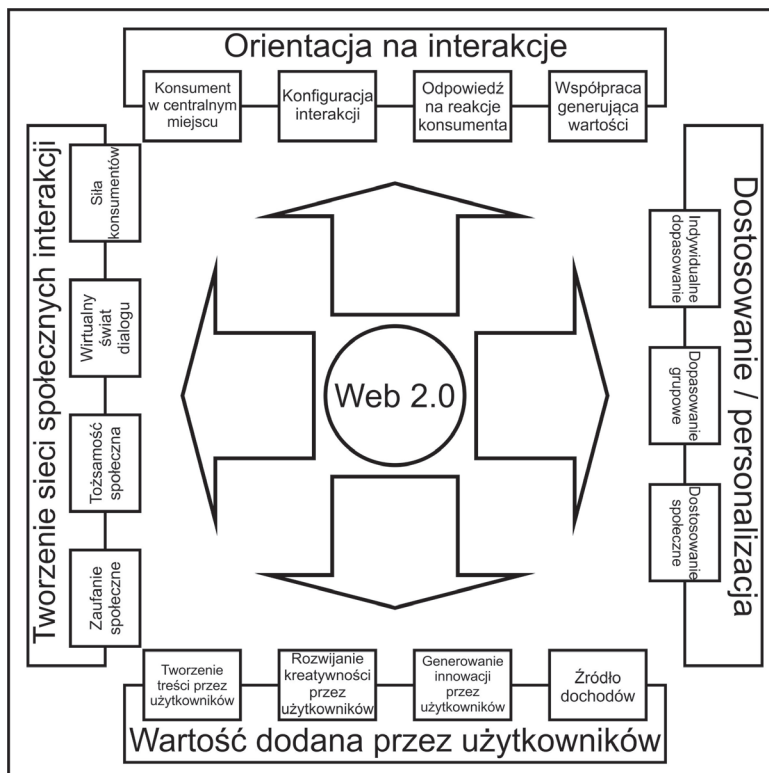 Orientacja na interakcje
Konsument
w centralnym
miejscu
Konfiguracja
interakcji
Odpowiedź
na reakcje
konsumenta
Współpraca
generująca
wartości
Tworzenie sieci społecznych interakcji
Siła
konsumentów
Wirtualny
świat
dialogu
Tożsamość
społeczna
Zaufanie
społeczne
Web 2.0
Dostosowanie / personalizacja
Indywidualne
dopasowanie
Dopasowanie
grupowe
Dostosowanie
społeczne
Tworzenie
treści przez
użytkowników
Rozwijanie
kreatywności
przez
użytkowników
Generowanie
innowacji
przez
użytkowników
Źródło
dochodów
Wartość dodana przez użytkowników